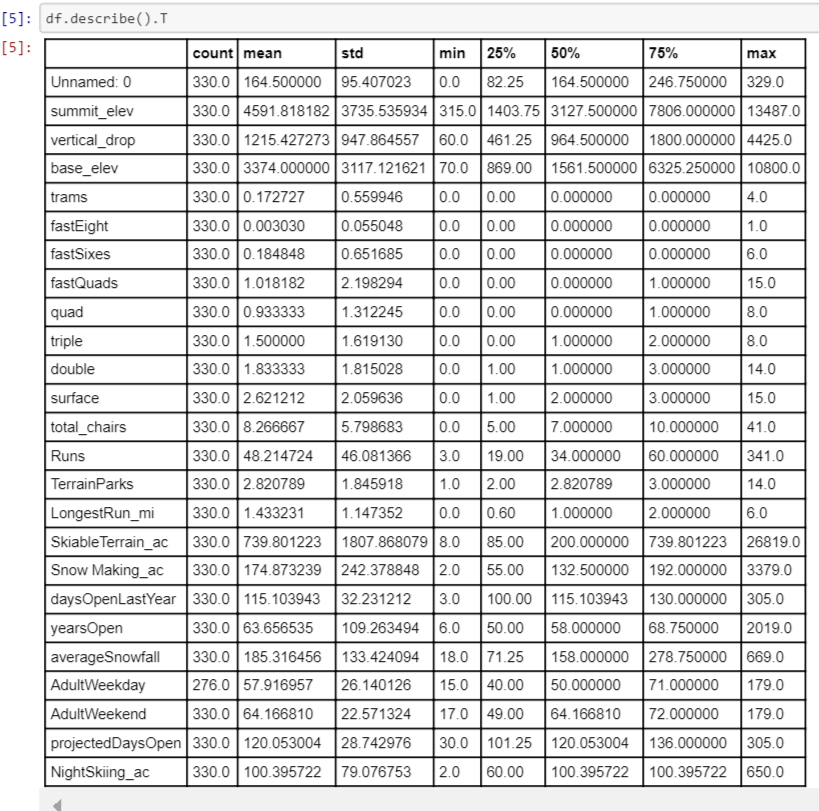 [5]: df.describe().T
[5]:
count mean std min 25% 50% 75% max
Unnamed: 0 330.0 164.500000 95.407023 0.0 82.25 164.500000 246.750000 329.0
summit_elev 330.0 4591.818182 3735.535934 315.0 1403.75 3127.500000 7806.000000 13487.0
vertical_drop 330.0 1215.427273 947.864557 60.0 461.25 964.500000 1800.000000 4425.0
base_elev 330.0 3374.000000 3117.121621 70.0 869.00 1561.500000 6325.250000 10800.0
trams 330.0 0.172727 0.559946 0.0 0.00 0.000000 0.000000 4.0
fastEight 330.0 0.003030 0.055048 0.0 0.00 0.000000 0.000000 1.0
fastSixes 330.0 0.184848 0.651685 0.0 0.00 0.000000 0.000000 6.0
fastQuads 330.0 1.018182 2.198294 0.0 0.00 0.000000 1.000000 15.0
quad 330.0 0.933333 1.312245 0.0 0.00 0.000000 1.000000 8.0
triple 330.0 1.500000 1.619130 0.0 0.00 1.000000 2.000000 8.0
double 330.0 1.833333 1.815028 0.0 1.00 1.000000 3.000000 14.0
surface 330.0 2.621212 2.059636 0.0 1.00 2.000000 3.000000 15.0
total_chairs 330.0 8.266667 5.798683 0.0 5.00 7.000000 10.000000 41.0
Runs 330.0 48.214724 46.081366 3.0 19.00 34.000000 60.000000 341.0
TerrainParks 330.0 2.820789 1.845918 1.0 2.00 2.820789 3.000000 14.0
LongestRun_mi 330.0 1.433231 1.147352 0.0 0.60 1.000000 2.000000 6.0
SkiableTerrain_ac 330.0 739.801223 1807.868079 8.0 85.00 200.000000 739.801223 26819.0
Snow Making_ac 330.0 174.873239 242.378848 2.0 55.00 132.500000 192.000000 3379.0
daysOpenLastYear 330.0 115.103943 32.231212 3.0 100.00 115.103943 130.000000 305.0
yearsOpen 330.0 63.656535 109.263494 6.0 50.00 58.000000 68.750000 2019.0
averageSnowfall 330.0 185.316456 133.424094 18.0 71.25 158.000000 278.750000 669.0
AdultWeekday 276.0 57.916957 26.140126 15.0 40.00 50.000000 71.000000 179.0
AdultWeekend 330.0 64.166810 22.571324 17.0 49.00 64.166810 72.000000 179.0
projectedDaysOpen 330.0 120.053004 28.742976 30.0 101.25 120.053004 136.000000 305.0
NightSkiing_ac 330.0 100.395722 79.076753 2.0 60.00 100.395722 100.395722 650.0